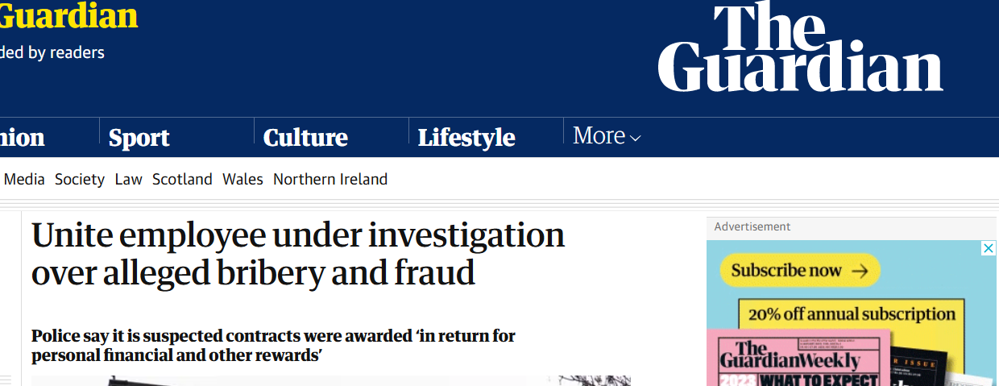 Guardian
ded by readers
The
Guardian
nion Sport Culture Lifestyle More
Media Society Law Scotland Wales Northern Ireland
Unite employee under investigation
over alleged bribery and fraud
Police say it is suspected contracts were awarded ‘in return for
personal financial and other rewards’
Advertisement
Subscribe now →
20% off annual subscription
The
GuardianWeekly
R ISSUE
2023 WHAT TO EXPECT